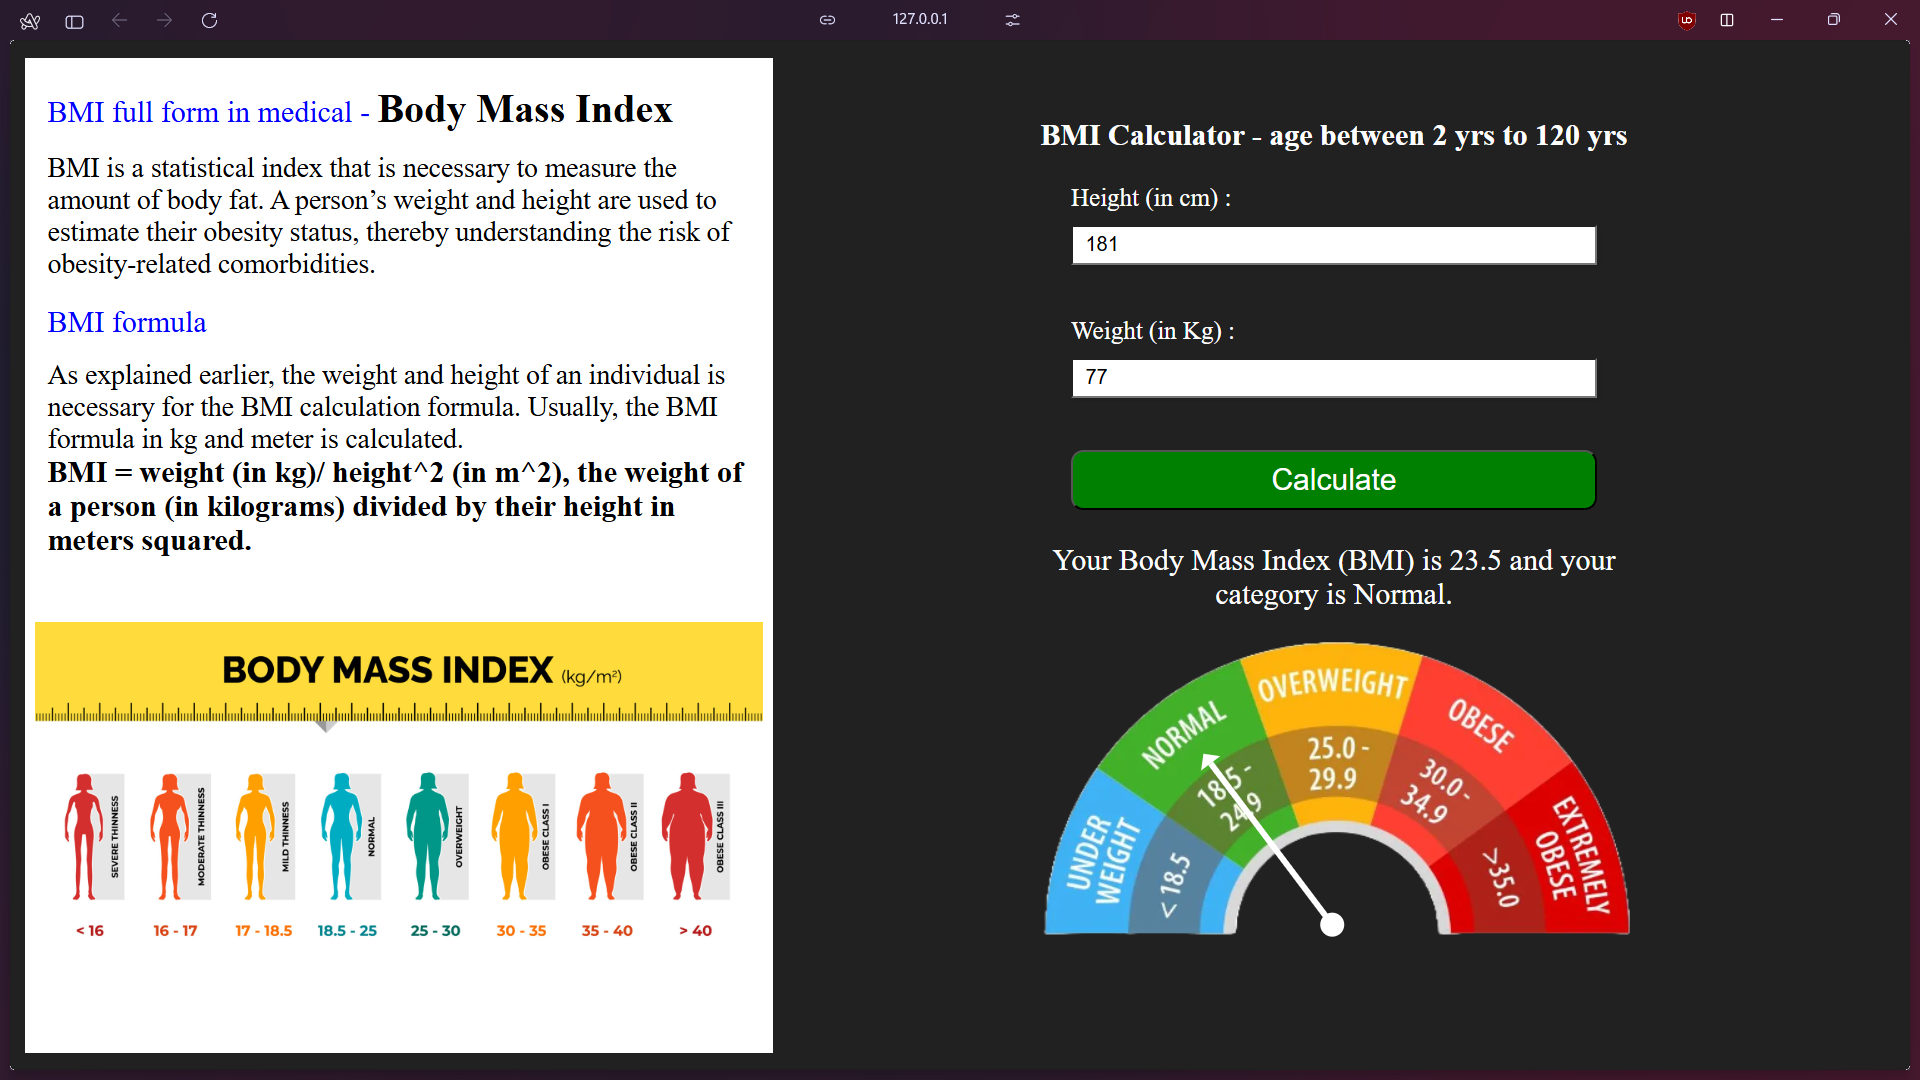 127.0.0.1
BMI full form in medical - Body Mass Index
BMI is a statistical index that is necessary to measure the
amount of body fat. A person’s weight and height are used to
estimate their obesity status, thereby understanding the risk of
obesity-related comorbidities.
BMI formula
As explained earlier, the weight and height of an individual is
necessary for the BMI calculation formula. Usually, the BMI
formula in kg and meter is calculated.
BMI = weight (in kg)/ height^2 (in m^2), the weight of
a person (in kilograms) divided by their height in
meters squared.
BODY MASS INDEX (kg/m²)
SEVERE THINNESS
MODERATE THINNESS
MILD THINNESS
NORMAL
OVERWEIGHT
OBESE CLASS I
OBESE CLASS II
OBESE CLASS III
< 16
16 - 17
17 - 18.5
18.5 - 25
25 - 30
30 - 35
35 - 40
> 40
BMI Calculator - age between 2 yrs to 120 yrs
Height (in cm) :
181
Weight (in Kg) :
77
Calculate
Your Body Mass Index (BMI) is 23.5 and your
category is Normal.
UNDER
WEIGHT
< 18.5
NORMAL
18.5 -
24.9
OVERWEIGHT
25.0 -
29.9
OBESE
30.0 -
34.9
EXTREMELY
OBESE
>35.0